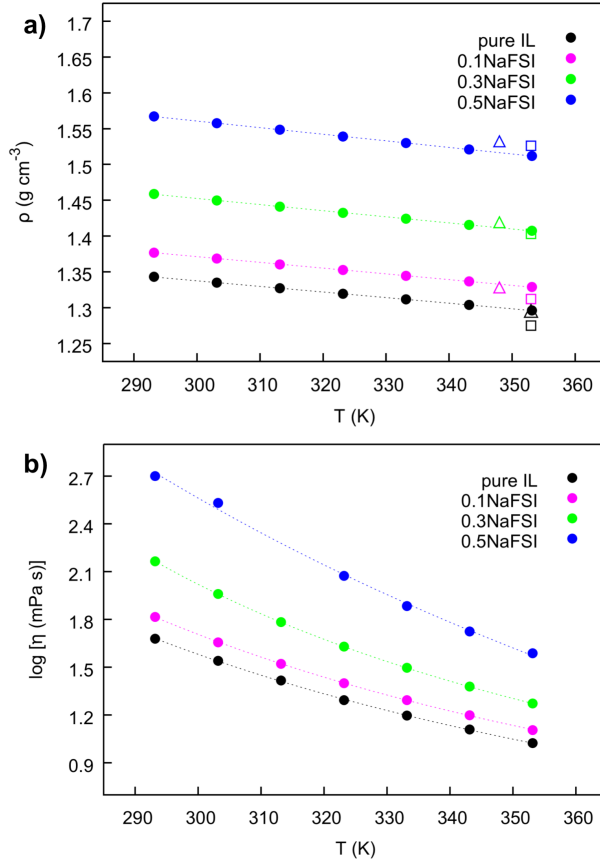 a)
1.7
1.65
1.6
1.55
1.5
1.45
1.4
1.35
1.3
1.25
ρ (g cm⁻³)
pure IL
0.1NaFSI
0.3NaFSI
0.5NaFSI
290 300 310 320 330 340 350 360
T (K)
b)
2.7
2.4
2.1
1.8
1.5
1.2
0.9
log [η (mPa s)]
pure IL
0.1NaFSI
0.3NaFSI
0.5NaFSI
290 300 310 320 330 340 350 360
T (K)